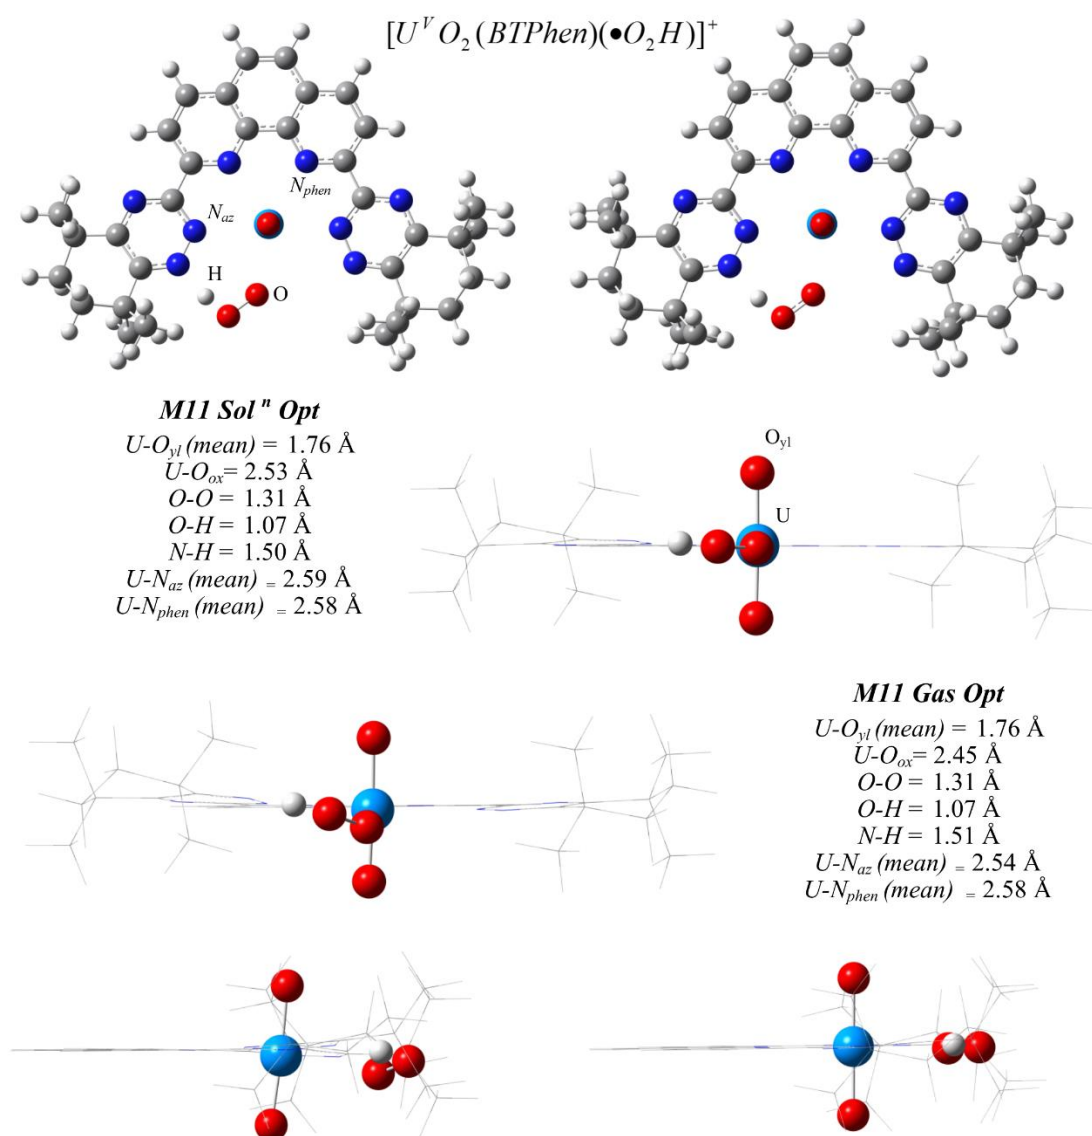 [U^V O_2 (BTPhen)(•O_2 H)]^+
N_phen
N_az
H
O
M11 Sol^n Opt
U-O_yl (mean) = 1.76 Å
U-O_ox= 2.53 Å
O-O = 1.31 Å
O-H = 1.07 Å
N-H = 1.50 Å
U-N_az (mean) = 2.59 Å
U-N_phen (mean) = 2.58 Å
O_yl
U
M11 Gas Opt
U-O_yl (mean) = 1.76 Å
U-O_ox= 2.45 Å
O-O = 1.31 Å
O-H = 1.07 Å
N-H = 1.51 Å
U-N_az (mean) = 2.54 Å
U-N_phen (mean) = 2.58 Å